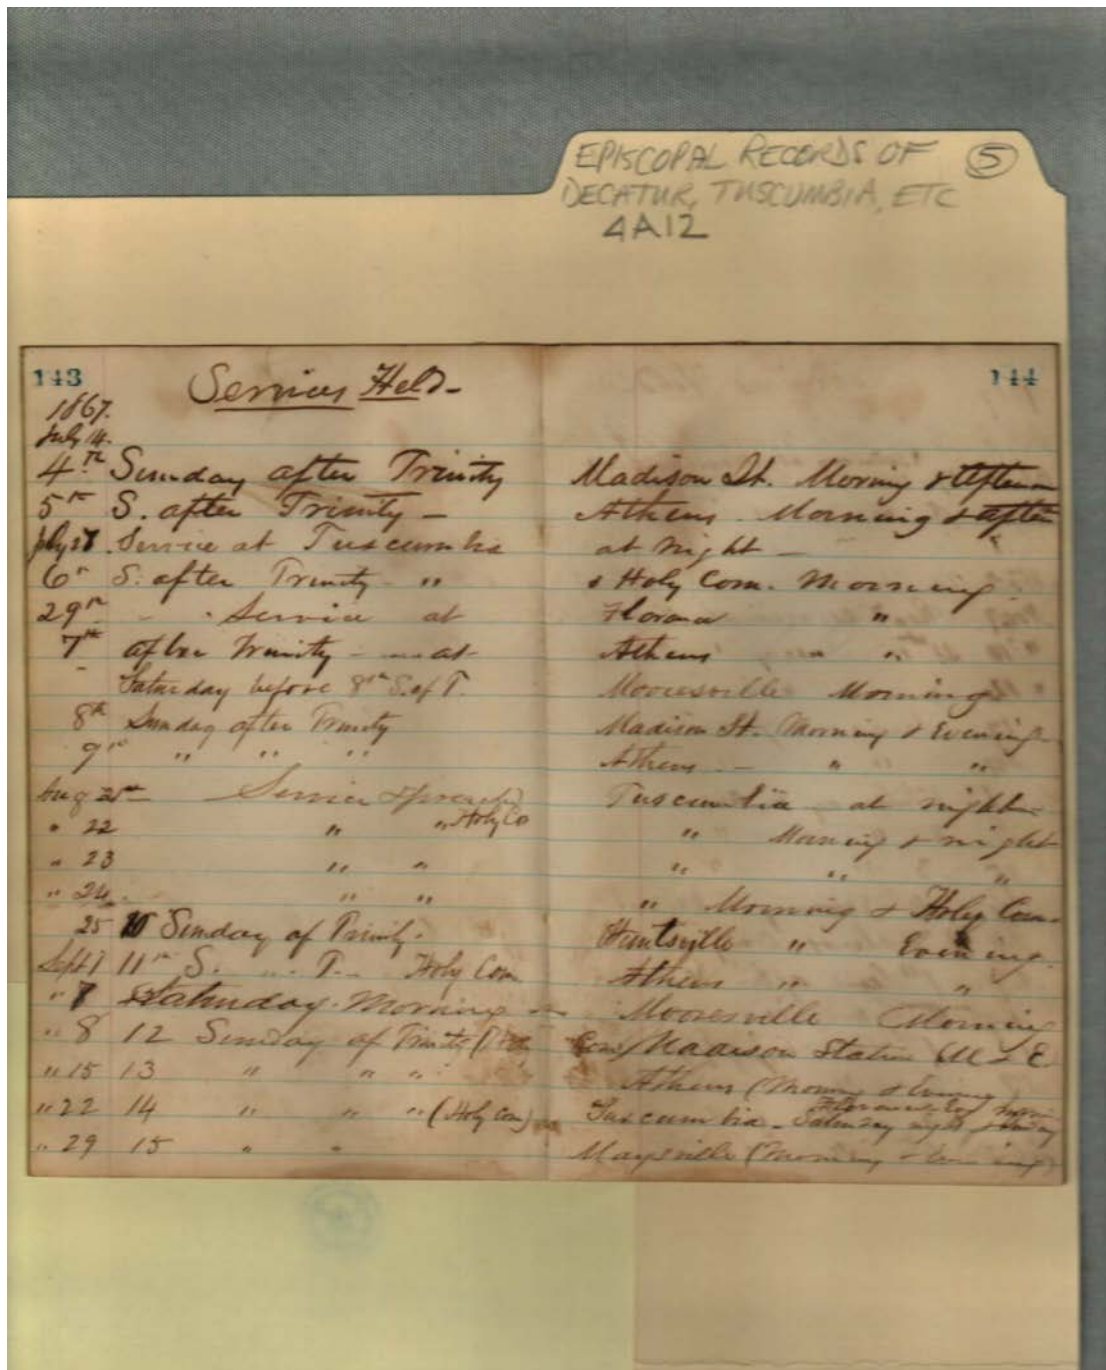 EPISCOPAL RECORDS OF 5
DECATUR, TUSCUMBIA, ETC
4A12
143 Services Held - 144
1867.
July 14.
4th Sunday after Trinity Madison St. Morning & Afternoon
5th S. after Trinity - Athens - Morning & after
July 27. Service at Tuscumbia at Night -
6th S. after Trinity - " & Holy Com. Morning.
29th Service at Florence "
7th after Trinity - at Athens " "
Saturday before 8th S. of T. Mooresville Morning
8th Sunday after Trinity Madison St. Morning & Evening
9th " " " Athens - " "
Aug 21st Service & preached Tuscumbia at night
" 22 " " Holy Co " Morning & night
" 23 " " " " "
" 24. " " " Morning & Holy Com
25 10 Sunday of Trinity. Huntsville " Evening.
Sept 1 11th S. " T. Holy Com Athens " "
" 7 Saturday Morning - Mooresville Morning
" 8 12 Sunday of Trinity Com) Madison Station (M & E.
" 15 13 " " " Athens (Morning & Evening
" 22 14 " " " (Holy Com) Tuscumbia - Saturday night
" 29 15 " " Maysville (Morning & Evening)